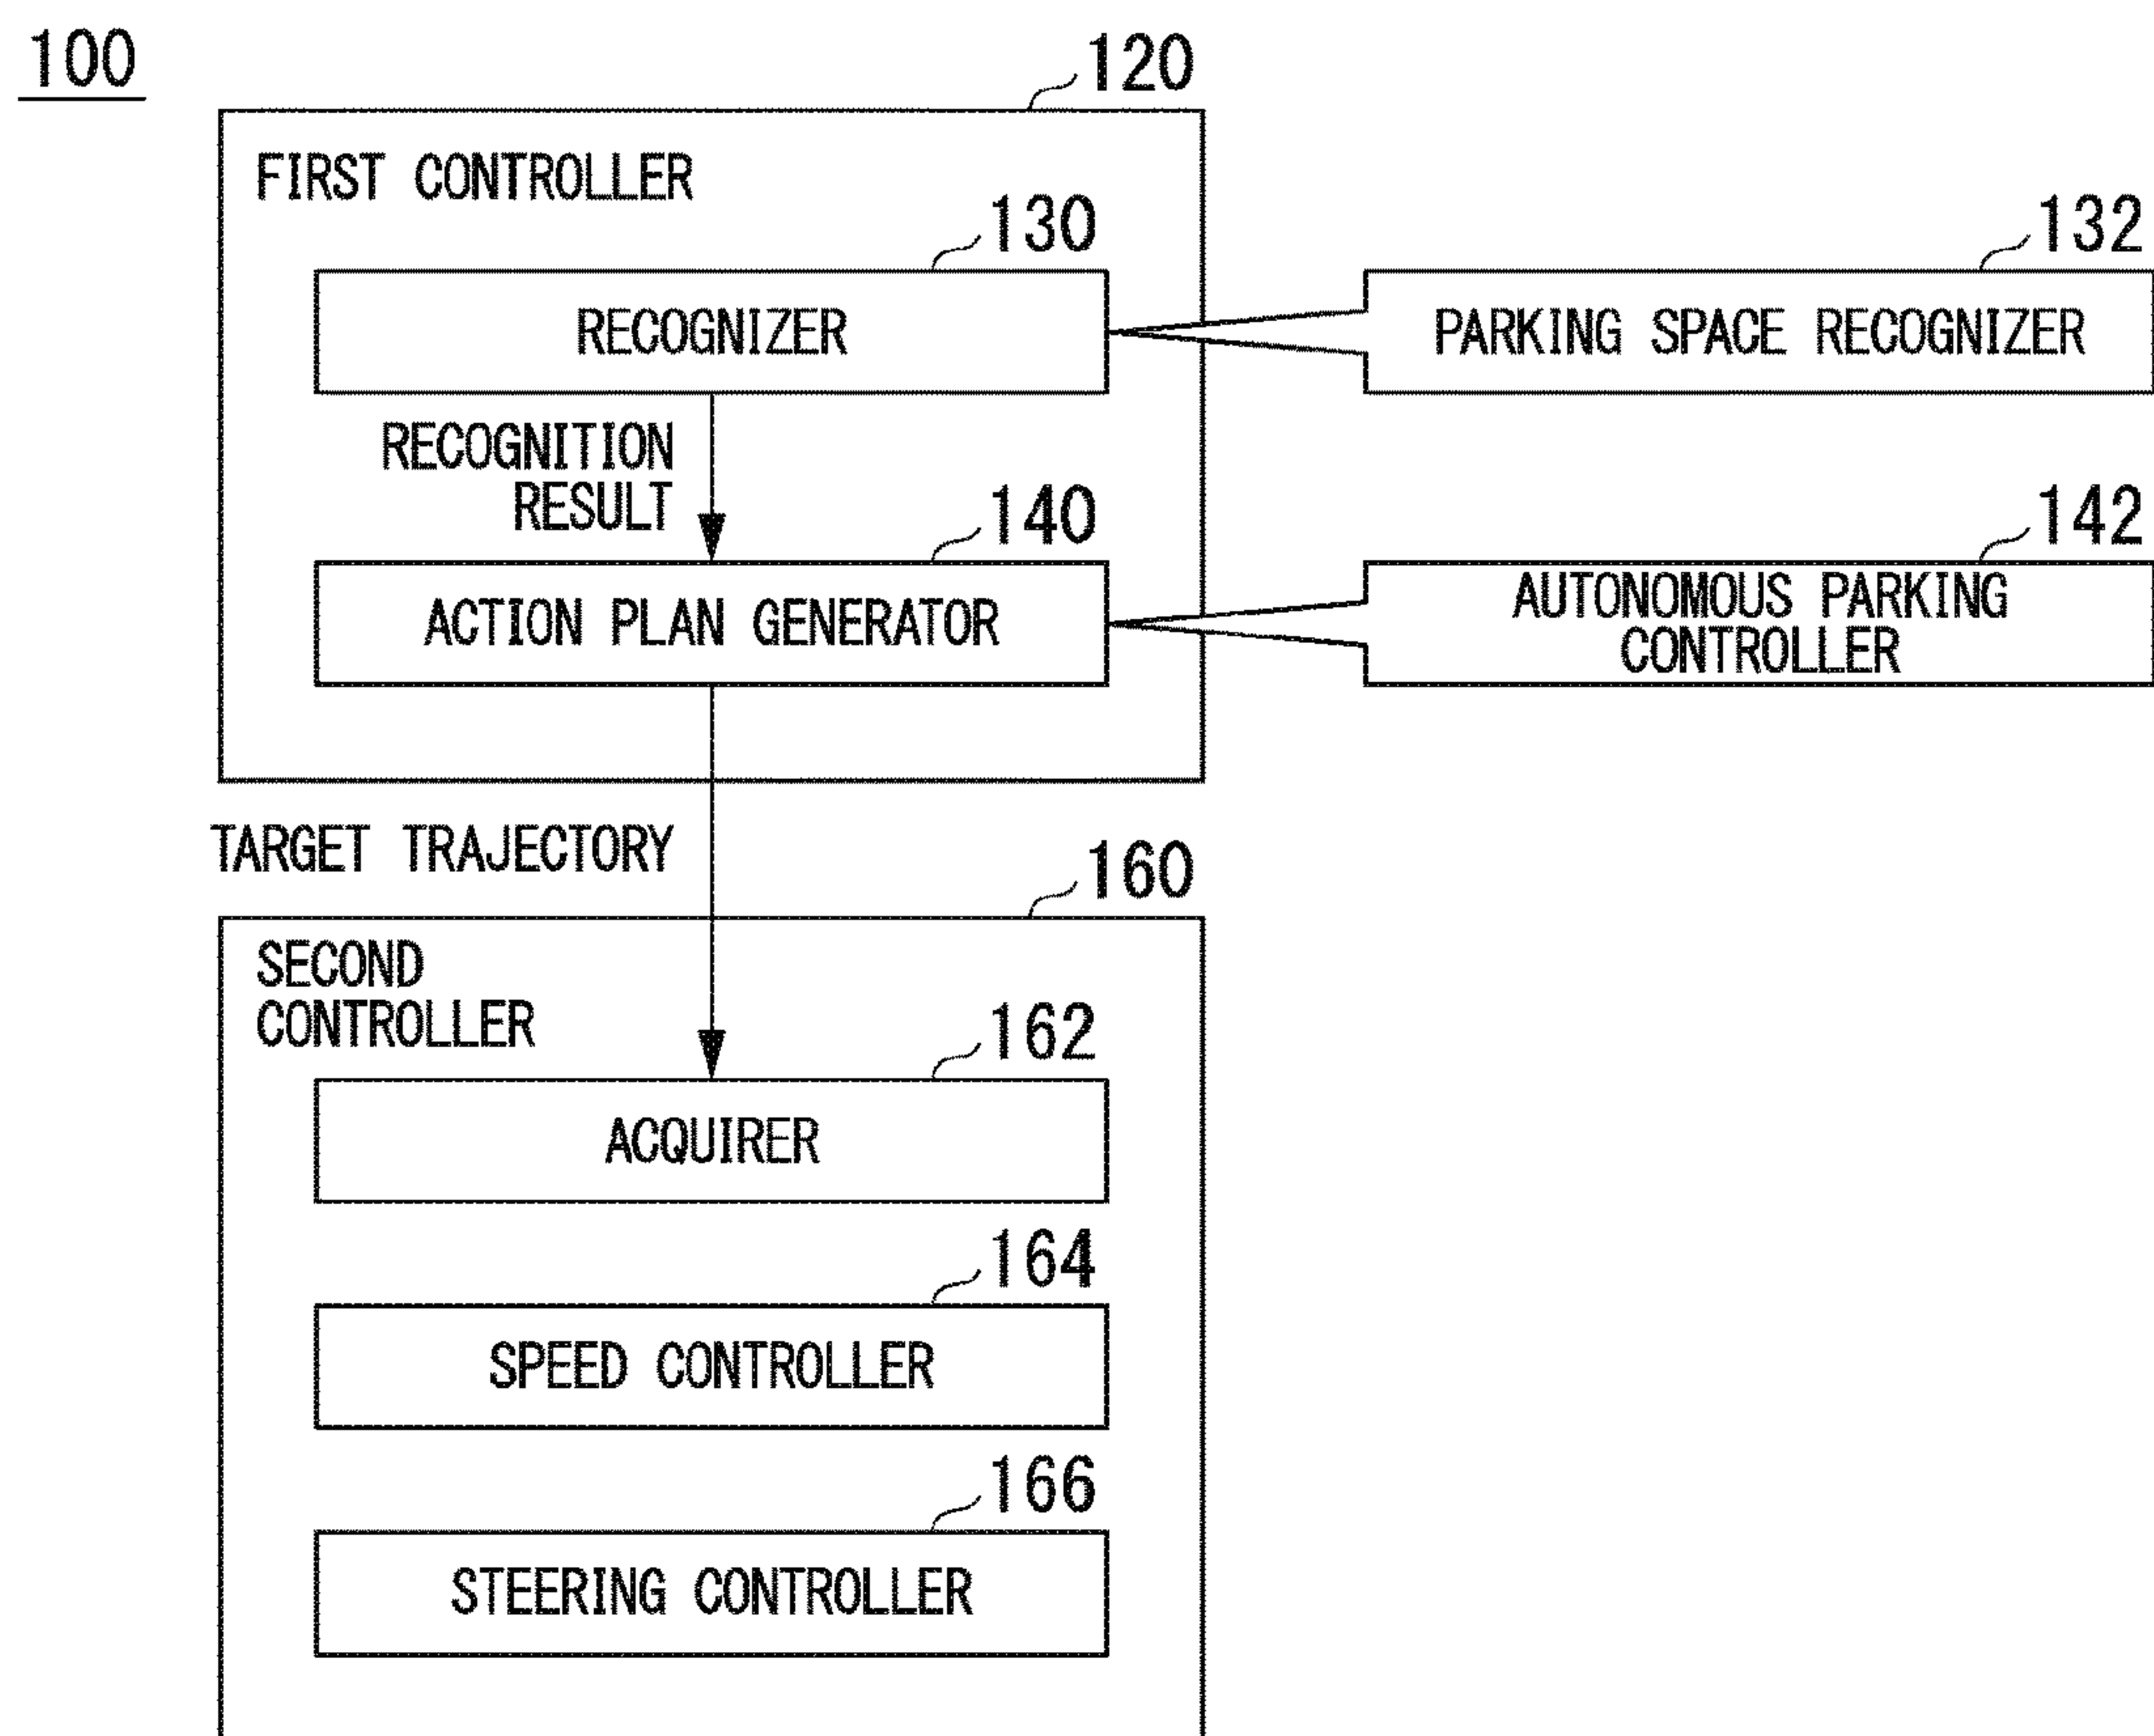 100
120
FIRST CONTROLLER
130
RECOGNIZER
132
PARKING SPACE RECOGNIZER
RECOGNITION
RESULT
140
ACTION PLAN GENERATOR
142
AUTONOMOUS PARKING
CONTROLLER
TARGET TRAJECTORY
160
SECOND
CONTROLLER
162
ACQUIRER
164
SPEED CONTROLLER
166
STEERING CONTROLLER